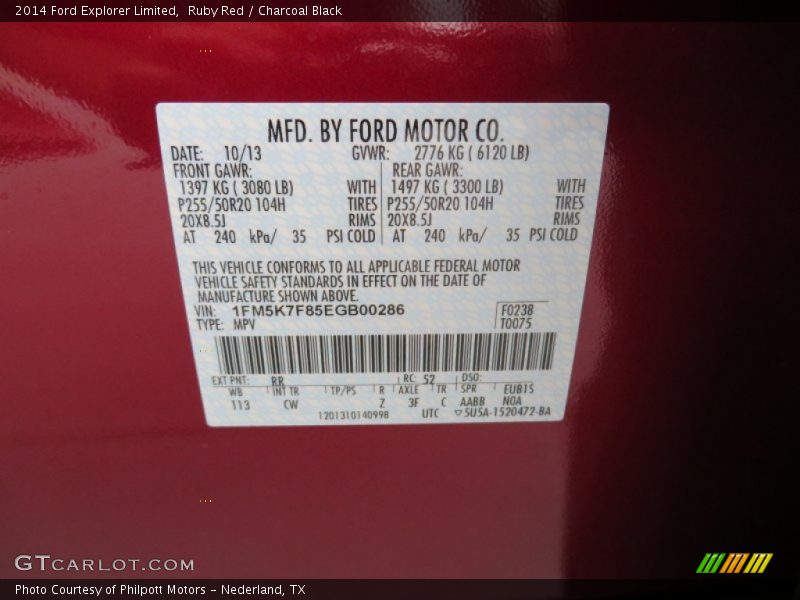 2014 Ford Explorer Limited,  Ruby Red / Charcoal Black
MFD. BY FORD MOTOR CO.
DATE: 10/13 GVWR: 2776 KG ( 6120 LB)
FRONT GAWR: REAR GAWR:
1397 KG ( 3080 LB) WITH 1497 KG ( 3300 LB) WITH
P255/50R20 104H TIRES P255/50R20 104H TIRES
20X8.5J RIMS 20X8.5J RIMS
AT 240 kPa/ 35 PSI COLD AT 240 kPa/ 35 PSI COLD
THIS VEHICLE CONFORMS TO ALL APPLICABLE FEDERAL MOTOR
VEHICLE SAFETY STANDARDS IN EFFECT ON THE DATE OF
MANUFACTURE SHOWN ABOVE.
VIN: 1FM5K7F85EGB00286 F0238
TYPE: MPV T0075
EXT PNT: RR RC: 52 DSO:
WB INT TR TP/PS R AXLE TR SPR EUB1S
113 CW Z 3F C AABB NOA
1201310140998 UTC ▽5U5A-1520472-BA
GTCARLOT.COM
Photo Courtesy of Philpott Motors - Nederland, TX